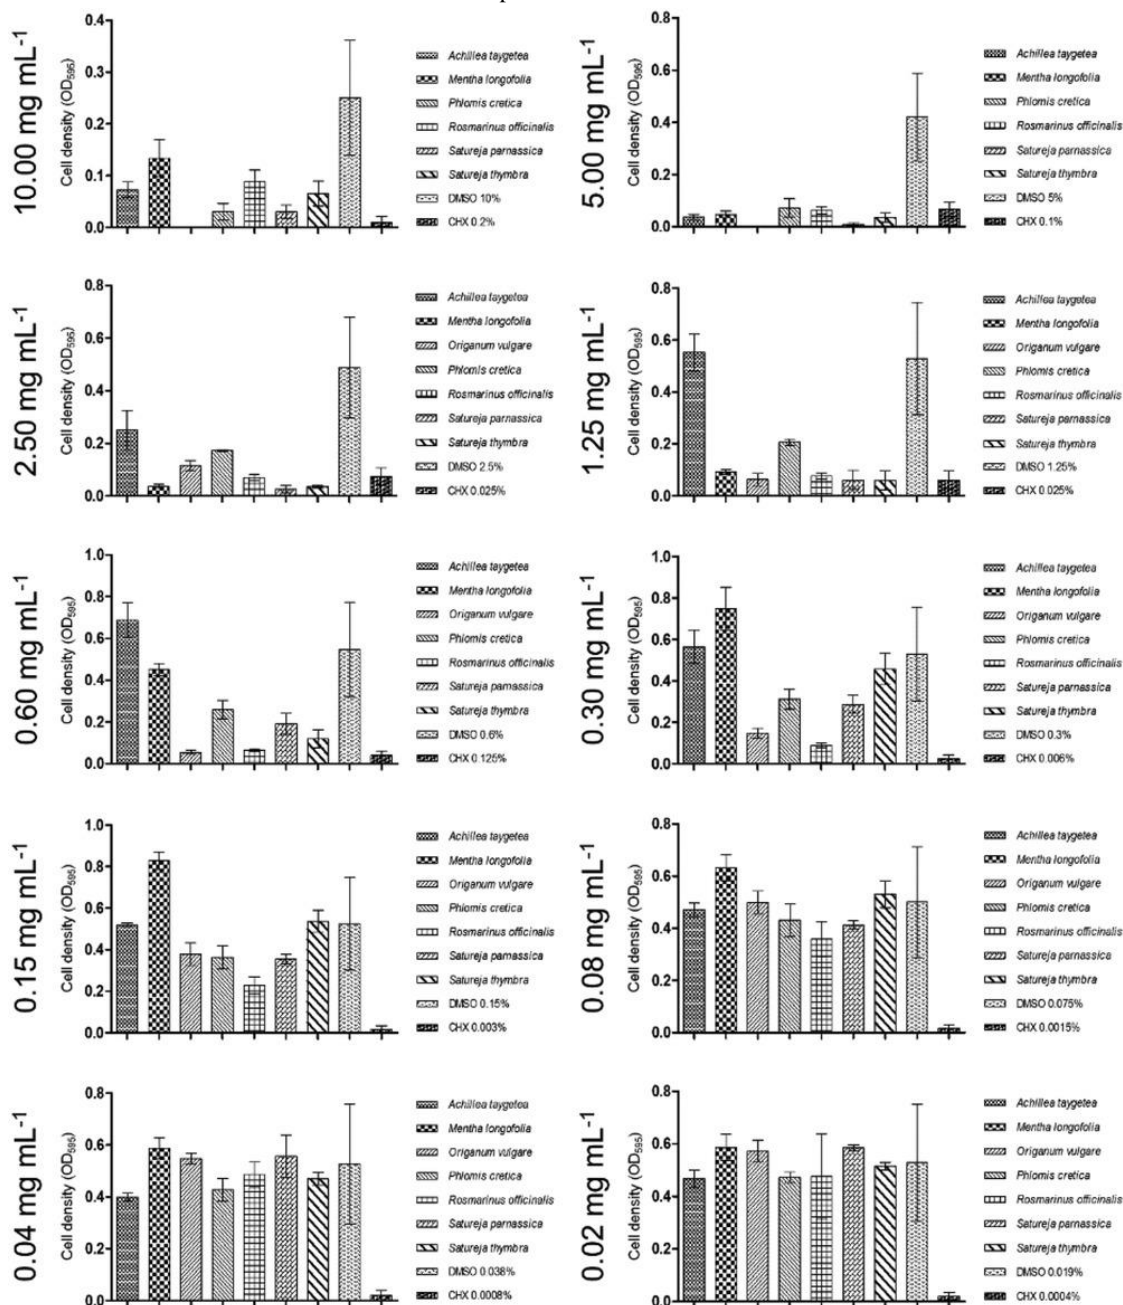 10.00 mg mL-1
Cell density (OD595)
0.4
0.3
0.2
0.1
0.0
Achillea taygetea
Mentha longofolia
Phlomis cretica
Rosmarinus officinalis
Satureja parnassica
Satureja thymbra
DMSO 10%
CHX 0.2%
5.00 mg mL-1
Cell density (OD595)
0.8
0.6
0.4
0.2
0.0
Achillea taygetea
Mentha longofolia
Phlomis cretica
Rosmarinus officinalis
Satureja parnassica
Satureja thymbra
DMSO 5%
CHX 0.1%
2.50 mg mL-1
Cell density (OD595)
0.8
0.6
0.4
0.2
0.0
Achillea taygetea
Mentha longofolia
Origanum vulgare
Phlomis cretica
Rosmarinus officinalis
Satureja parnassica
Satureja thymbra
DMSO 2.5%
CHX 0.025%
1.25 mg mL-1
Cell density (OD595)
0.8
0.6
0.4
0.2
0.0
Achillea taygetea
Mentha longofolia
Origanum vulgare
Phlomis cretica
Rosmarinus officinalis
Satureja parnassica
Satureja thymbra
DMSO 1.25%
CHX 0.025%
0.60 mg mL-1
Cell density (OD595)
1.0
0.8
0.6
0.4
0.2
0.0
Achillea taygetea
Mentha longofolia
Origanum vulgare
Phlomis cretica
Rosmarinus officinalis
Satureja parnassica
Satureja thymbra
DMSO 0.6%
CHX 0.125%
0.30 mg mL-1
Cell density (OD595)
1.0
0.8
0.6
0.4
0.2
0.0
Achillea taygetea
Mentha longofolia
Origanum vulgare
Phlomis cretica
Rosmarinus officinalis
Satureja parnassica
Satureja thymbra
DMSO 0.3%
CHX 0.006%
0.15 mg mL-1
Cell density (OD595)
1.0
0.8
0.6
0.4
0.2
0.0
Achillea taygetea
Mentha longofolia
Origanum vulgare
Phlomis cretica
Rosmarinus officinalis
Satureja parnassica
Satureja thymbra
DMSO 0.15%
CHX 0.003%
0.08 mg mL-1
Cell density (OD595)
0.8
0.6
0.4
0.2
0.0
Achillea taygetea
Mentha longofolia
Origanum vulgare
Phlomis cretica
Rosmarinus officinalis
Satureja parnassica
Satureja thymbra
DMSO 0.075%
CHX 0.0015%
0.04 mg mL-1
Cell density (OD595)
0.8
0.6
0.4
0.2
0.0
Achillea taygetea
Mentha longofolia
Origanum vulgare
Phlomis cretica
Rosmarinus officinalis
Satureja parnassica
Satureja thymbra
DMSO 0.038%
CHX 0.0008%
0.02 mg mL-1
Cell density (OD595)
0.8
0.6
0.4
0.2
0.0
Achillea taygetea
Mentha longofolia
Origanum vulgare
Phlomis cretica
Rosmarinus officinalis
Satureja parnassica
Satureja thymbra
DMSO 0.019%
CHX 0.0004%